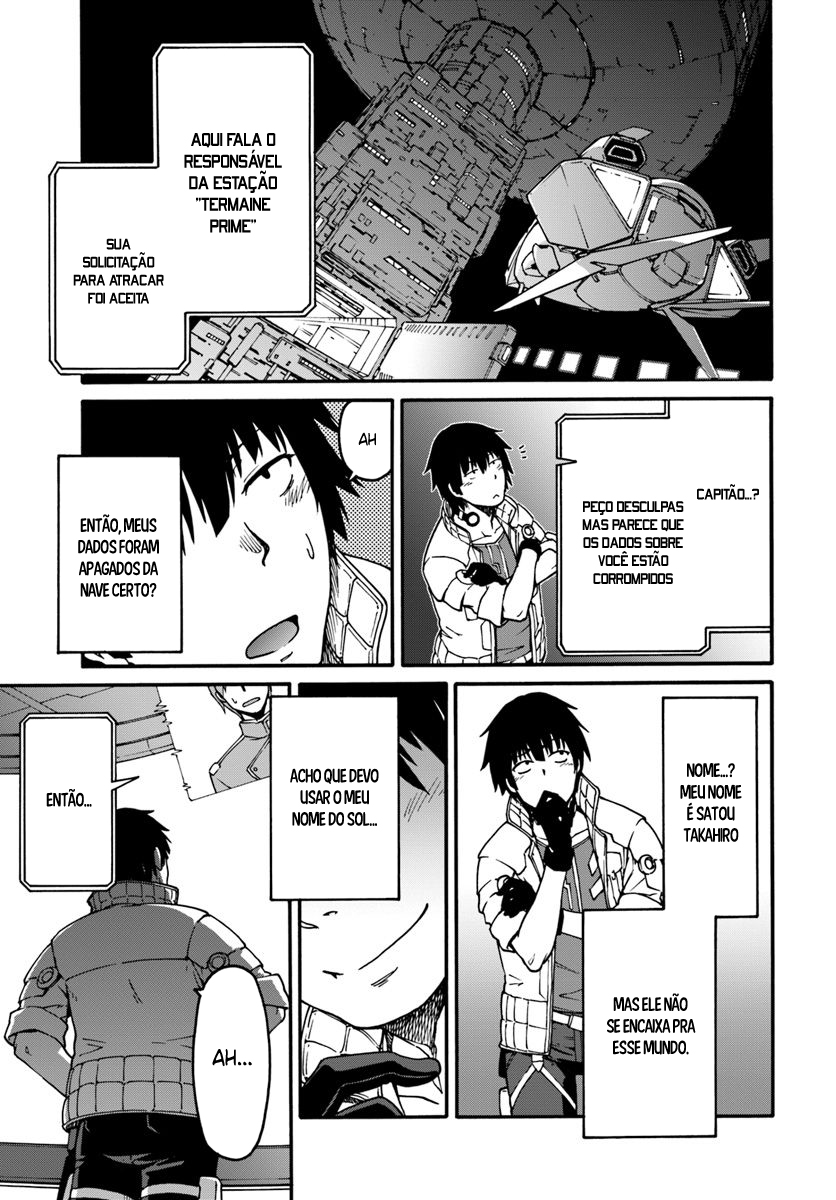 AQUI FALA O
RESPONSÁVEL
DA ESTAÇÃO
"TERMAINE
PRIME"
SUA
SOLICITAÇÃO
PARA ATRACAR
FOI ACEITA
CAPITÃO...?
PEÇO DESCULPAS
MAS PARECE QUE
OS DADOS SOBRE
VOCÊ ESTÃO
CORROMPIDOS
AH
ENTÃO, MEUS
DADOS FORAM
APAGADOS DA
NAVE CERTO?
NOME...?
MEU NOME
É SATOU
TAKAHIRO
MAS ELE NÃO
SE ENCAIXA PRA
ESSE MUNDO.
ACHO QUE DEVO
USAR O MEU
NOME DO SOL...
ENTÃO...
AH...